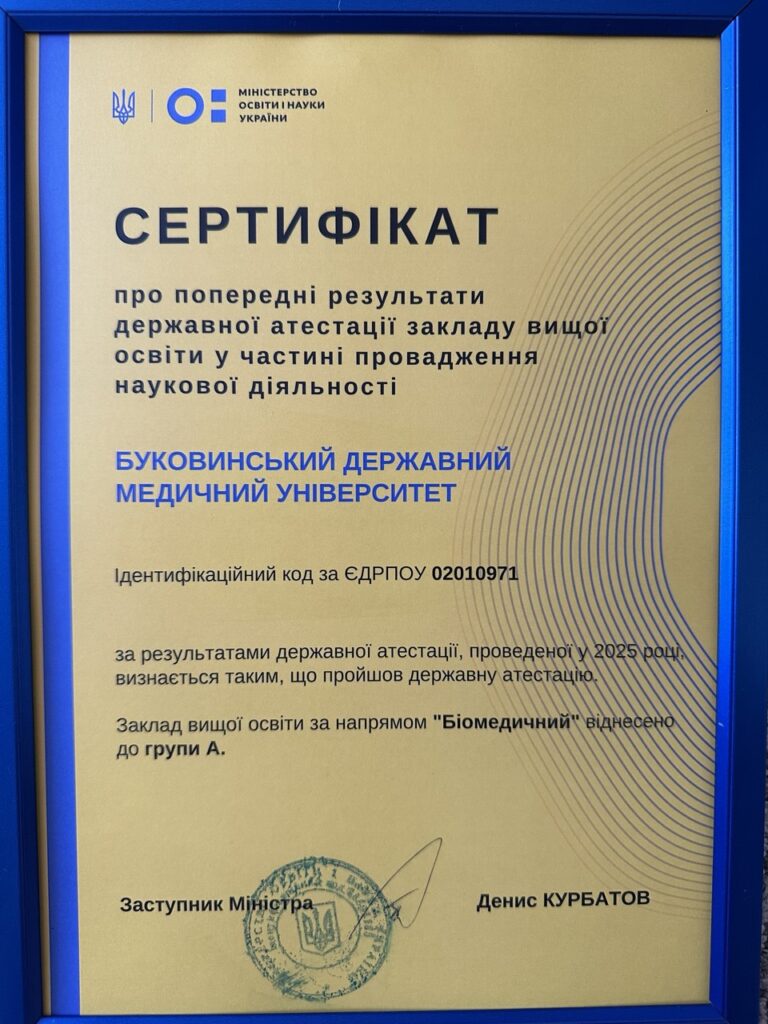 МІНІСТЕРСТВО
ОСВІТИ І НАУКИ
УКРАЇНИ
СЕРТИФІКАТ
про попередні результати
державної атестації закладу вищої
освіти у частині провадження
наукової діяльності
БУКОВИНСЬКИЙ ДЕРЖАВНИЙ
МЕДИЧНИЙ УНІВЕРСИТЕТ
Ідентифікаційний код за ЄДРПОУ 02010971
за результатами державної атестації, проведеної у 2025 році,
визнається таким, що пройшов державну атестацію.
Заклад вищої освіти за напрямом "Біомедичний" віднесено
до групи А.
Заступник Міністра
Денис КУРБАТОВ